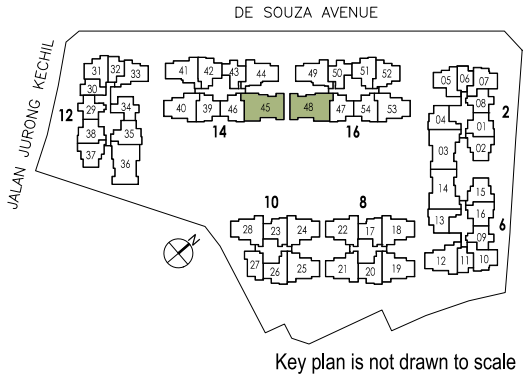 DE SOUZA AVENUE
JALAN JURONG KECHIL
31 32 33
30
29 34
12
38 35
37 36
41 42 43 44
40 39 46 45
14
49 50 51 52
48 47 54 53
16
05 06 07
08
04 01
2
03 02
14 15
13 16
6
09
12 11 10
10
28 23 24
27 26 25
8
22 17 18
21 20 19
N
Key plan is not drawn to scale